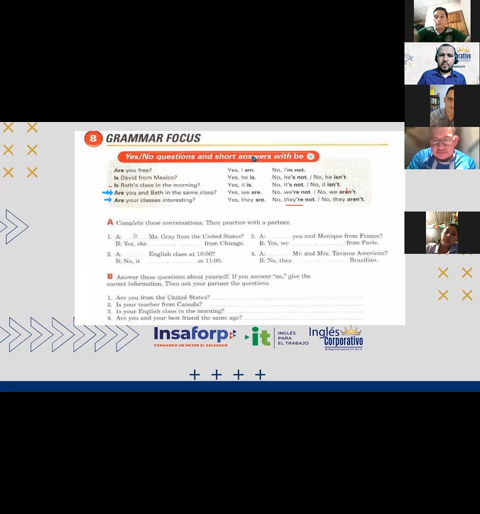 8 GRAMMAR FOCUS
Yes/No questions and short answers with be
Are you free? Yes, I am. No, I'm not.
Is David from Mexico? Yes, he is. No, he's not. / No, he isn't.
Is Beth's class in the morning? Yes, it is. No, it's not. / No, it isn't.
Are you and Beth in the same class? Yes, we are. No, we're not. / No, we aren't.
Are your classes interesting? Yes, they are. No, they're not. / No, they aren't.
A Complete these conversations. Then practice with a partner.
1. A: Is Ms. Gray from the United States?
B: Yes, she from Chicago.
2. A: English class at 10:00?
B: No, it at 11:00.
3. A: you and Monique from France?
B: Yes, we from Paris.
4. A: Mr. and Mrs. Tavares American?
B: No, they Brazilian.
B Answer these questions about yourself. If you answer "no," give the
correct information. Then ask your partner the questions.
1. Are you from the United States?
2. Is your teacher from Canada?
3. Is your English class in the morning?
4. Are you and your best friend the same age?
Insaforp
FORMANDO UN MEJOR EL SALVADOR
it
INGLÉS
PARA
EL TRABAJO
Inglés
Corporativo